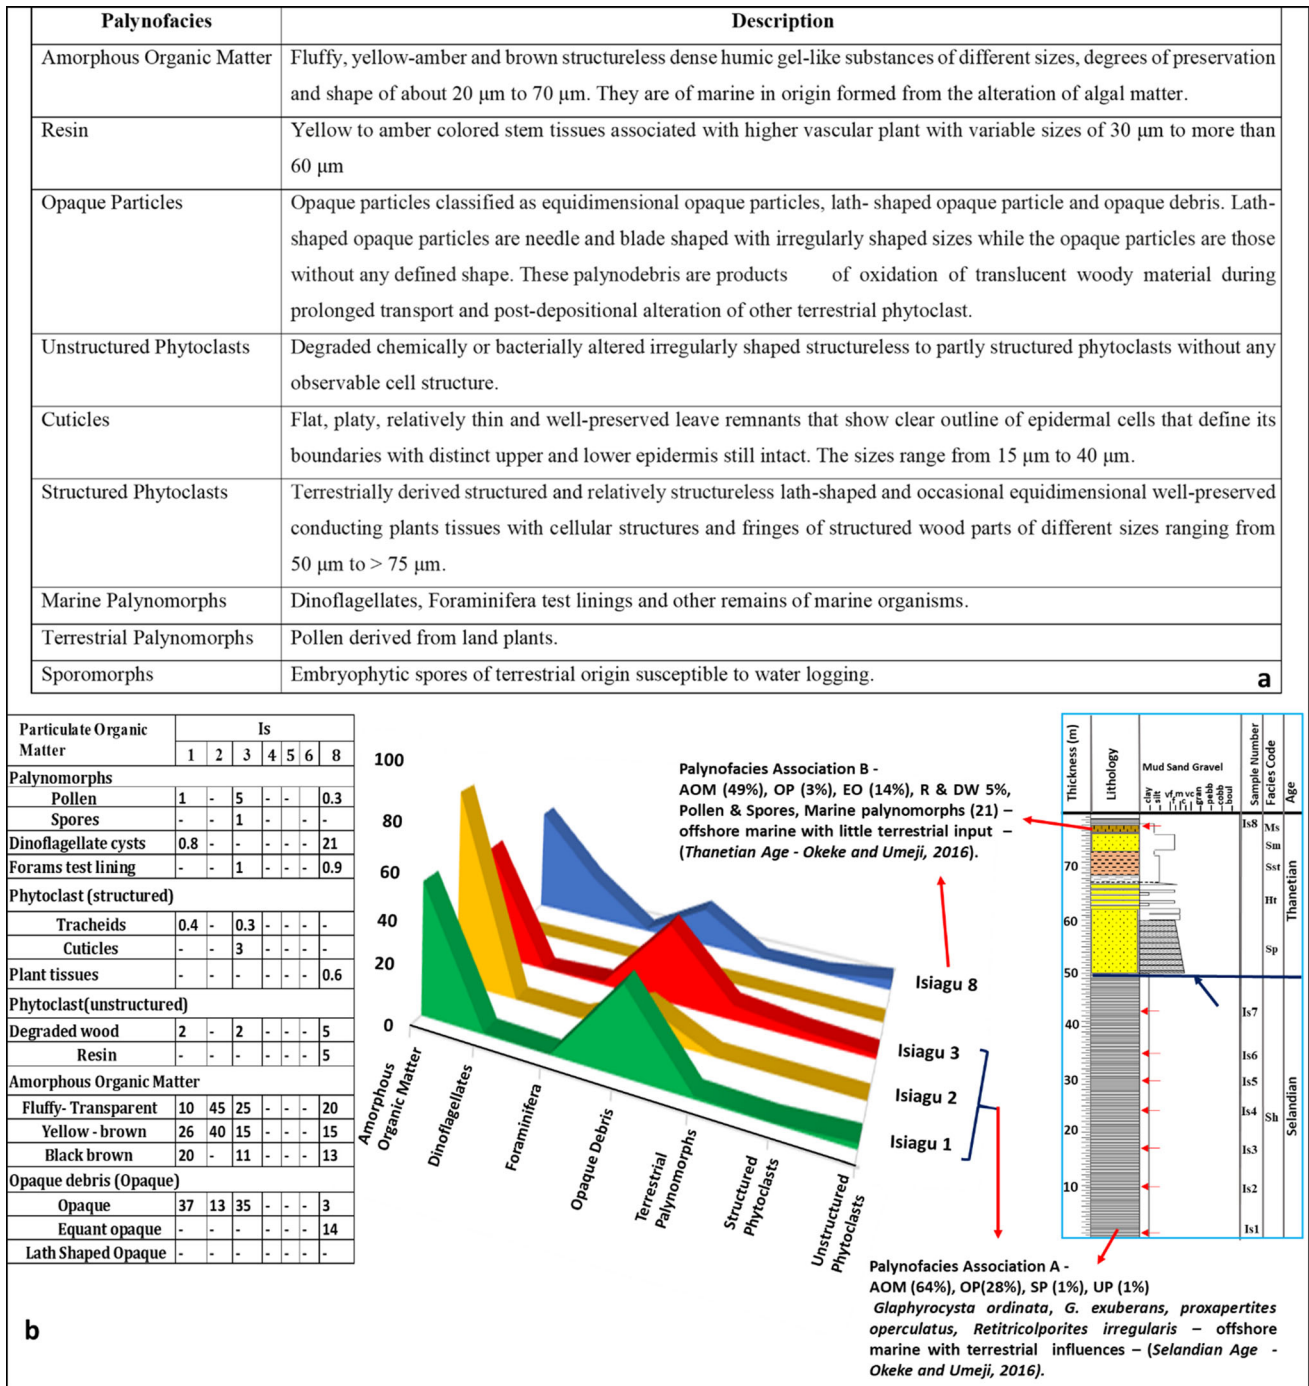 Palynofacies Description
Amorphous Organic Matter Fluffy, yellow-amber and brown structureless dense humic gel-like substances of different sizes, degrees of preservation
and shape of about 20 μm to 70 μm. They are of marine in origin formed from the alteration of algal matter.
Resin Yellow to amber colored stem tissues associated with higher vascular plant with variable sizes of 30 μm to more than
60 μm
Opaque Particles Opaque particles classified as equidimensional opaque particles, lath- shaped opaque particle and opaque debris. Lath-
shaped opaque particles are needle and blade shaped with irregularly shaped sizes while the opaque particles are those
without any defined shape. These palynodebris are products of oxidation of translucent woody material during
prolonged transport and post-depositional alteration of other terrestrial phytoclast.
Unstructured Phytoclasts Degraded chemically or bacterially altered irregularly shaped structureless to partly structured phytoclasts without any
observable cell structure.
Cuticles Flat, platy, relatively thin and well-preserved leave remnants that show clear outline of epidermal cells that define its
boundaries with distinct upper and lower epidermis still intact. The sizes range from 15 μm to 40 μm.
Structured Phytoclasts Terrestrially derived structured and relatively structureless lath-shaped and occasional equidimensional well-preserved
conducting plants tissues with cellular structures and fringes of structured wood parts of different sizes ranging from
50 μm to > 75 μm.
Marine Palynomorphs Dinoflagellates, Foraminifera test linings and other remains of marine organisms.
Terrestrial Palynomorphs Pollen derived from land plants.
Sporomorphs Embryophytic spores of terrestrial origin susceptible to water logging.
a
Particulate Organic Is
Matter 1 2 3 4 5 6 8
Palynomorphs
Pollen 1 - 5 - - 0.3
Spores - - 1 - - - -
Dinoflagellate cysts 0.8 - - - - - 21
Forams test lining - - 1 - - - 0.9
Phytoclast (structured)
Tracheids 0.4 - 0.3 - - - -
Cuticles - - 3 - - - -
Plant tissues - - - - - - 0.6
Phytoclast(unstructured)
Degraded wood 2 - 2 - - - 5
Resin - - - - - - 5
Amorphous Organic Matter
Fluffy- Transparent 10 45 25 - - - 20
Yellow - brown 26 40 15 - - - 15
Black brown 20 - 11 - - - 13
Opaque debris (Opaque)
Opaque 37 13 35 - - - 3
Equant opaque - - - - - - 14
Lath Shaped Opaque - - - - - - -
b
100
80
60
40
20
0
Amorphous
Organic Matter
Dinoflagellates
Foraminifera
Opaque Debris
Terrestrial
Palynomorphs
Structured
Phytoclasts
Unstructured
Phytoclasts
Isiagu 8
Isiagu 3
Isiagu 2
Isiagu 1
Palynofacies Association B -
AOM (49%), OP (3%), EO (14%), R & DW 5%,
Pollen & Spores, Marine palynomorphs (21) –
offshore marine with little terrestrial input –
(Thanetian Age - Okeke and Umeji, 2016).
Thickness (m)
Lithology
Mud Sand Gravel
clay
silt
vf
f
m
c
vc
gran
pebb
cobb
boul
Sample Number
Facies Code
Age
70
60
50
40
30
20
10
Is8
Is7
Is6
Is5
Is4
Is3
Is2
Is1
Ms
Sm
Sst
Ht
Sp
Sh
Thanetian
Selandian
Palynofacies Association A -
AOM (64%), OP(28%), SP (1%), UP (1%)
Glaphyrocysta ordinata, G. exuberans, proxapertites
operculatus, Retitricolporites irregularis – offshore
marine with terrestrial influences – (Selandian Age -
Okeke and Umeji, 2016).